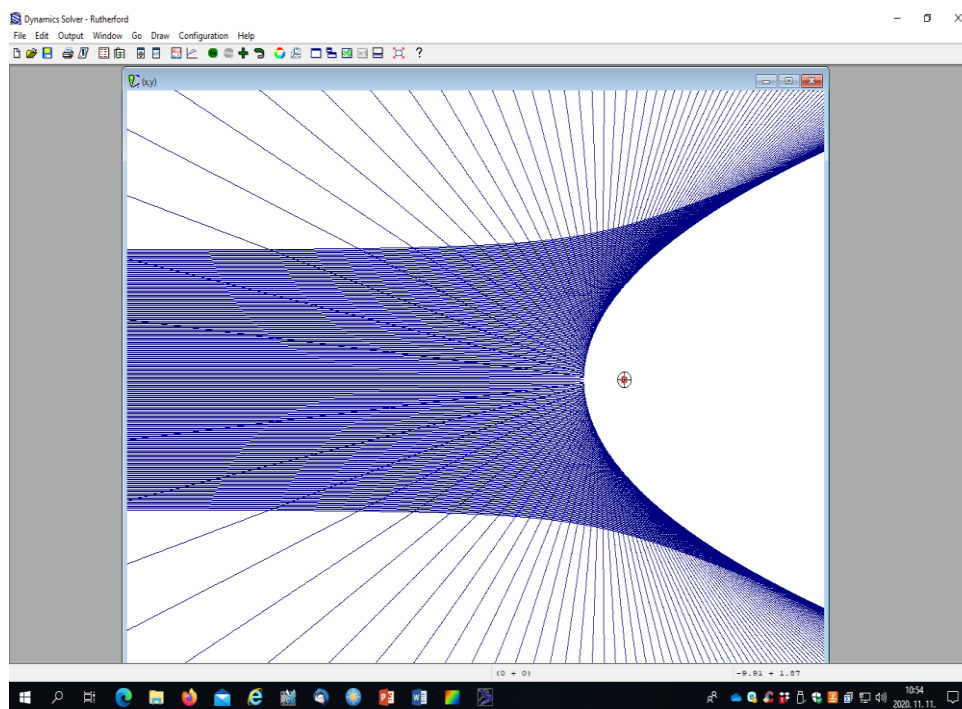 Dynamics Solver - Rutherford
File Edit Output Window Go Draw Configuration Help
(x,y)
(0 + 0) -9.91 + 1.87
10:54
2020. 11. 11.